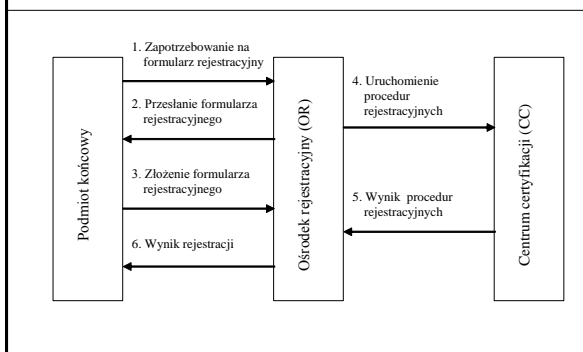 1. Zapotrzebowanie na
formularz rejestracyjny
2. Przesłanie formularza
rejestracyjnego
3. Złożenie formularza
rejestracyjnego
6. Wynik rejestracji
4. Uruchomienie
procedur
rejestracyjnych
5. Wynik procedur
rejestracyjnych
Podmiot końcowy
Ośrodek rejestracyjny (OR)
Centrum certyfikacji (CC)